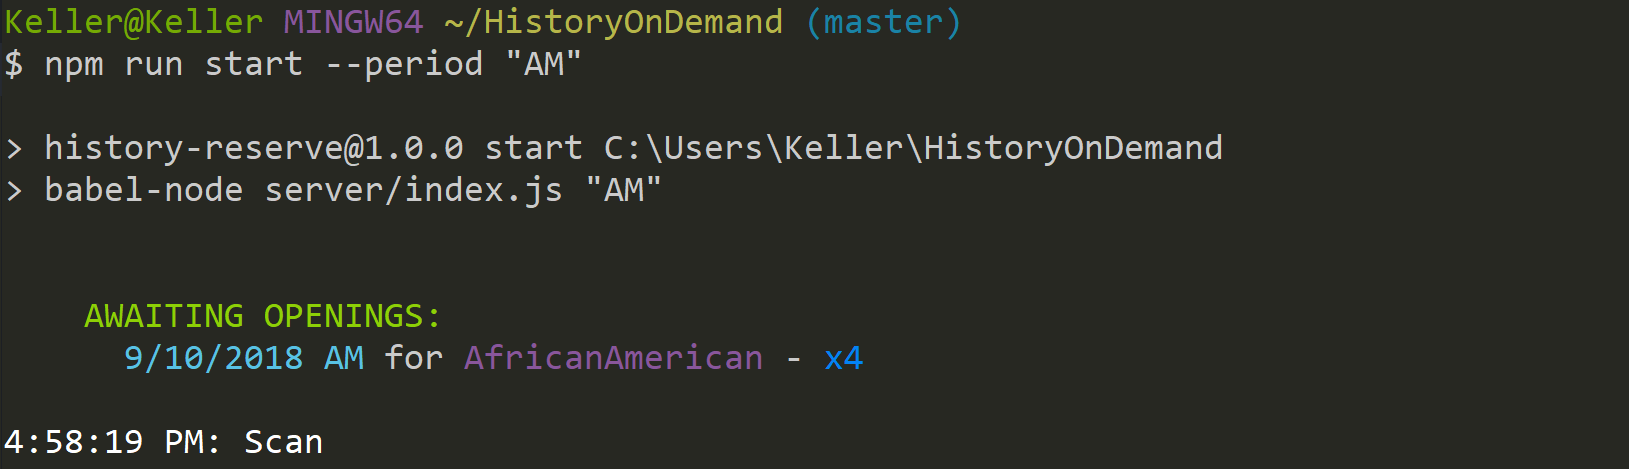 Keller@Keller MINGW64 ~/HistoryOnDemand (master)
$ npm run start --period "AM"
> history-reserve@1.0.0 start C:\Users\Keller\HistoryOnDemand
> babel-node server/index.js "AM"
AWAITING OPENINGS:
9/10/2018 AM for AfricanAmerican - x4
4:58:19 PM: Scan